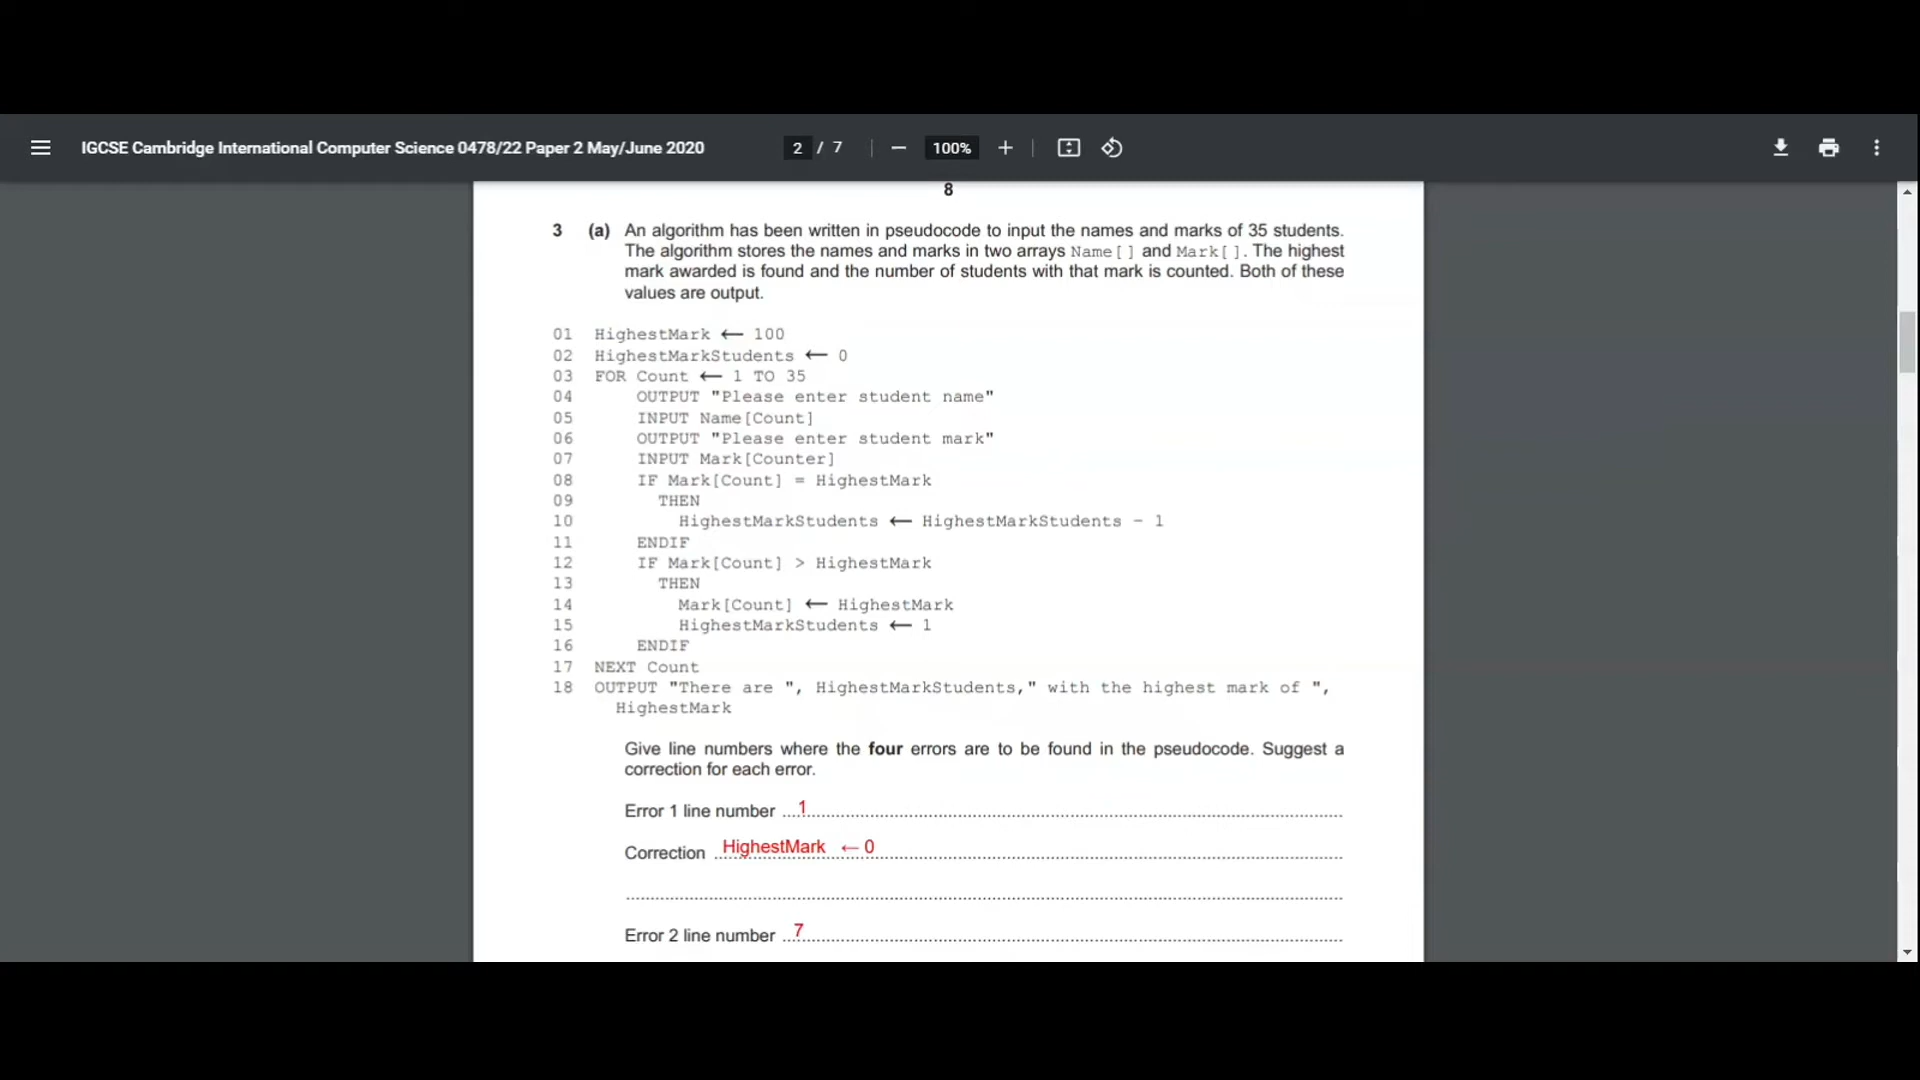 IGCSE Cambridge International Computer Science 0478/22 Paper 2 May/June 2020 2 / 7 100%
8
3 (a) An algorithm has been written in pseudocode to input the names and marks of 35 students.
The algorithm stores the names and marks in two arrays Name[] and Mark[]. The highest
mark awarded is found and the number of students with that mark is counted. Both of these
values are output.
01 HighestMark ← 100
02 HighestMarkStudents ← 0
03 FOR Count ← 1 TO 35
04 OUTPUT "Please enter student name"
05 INPUT Name[Count]
06 OUTPUT "Please enter student mark"
07 INPUT Mark[Counter]
08 IF Mark[Count] = HighestMark
09 THEN
10 HighestMarkStudents ← HighestMarkStudents - 1
11 ENDIF
12 IF Mark[Count] > HighestMark
13 THEN
14 Mark[Count] ← HighestMark
15 HighestMarkStudents ← 1
16 ENDIF
17 NEXT Count
18 OUTPUT "There are ", HighestMarkStudents," with the highest mark of ",
HighestMark
Give line numbers where the four errors are to be found in the pseudocode. Suggest a
correction for each error.
Error 1 line number 1
Correction HighestMark ← 0
Error 2 line number 7